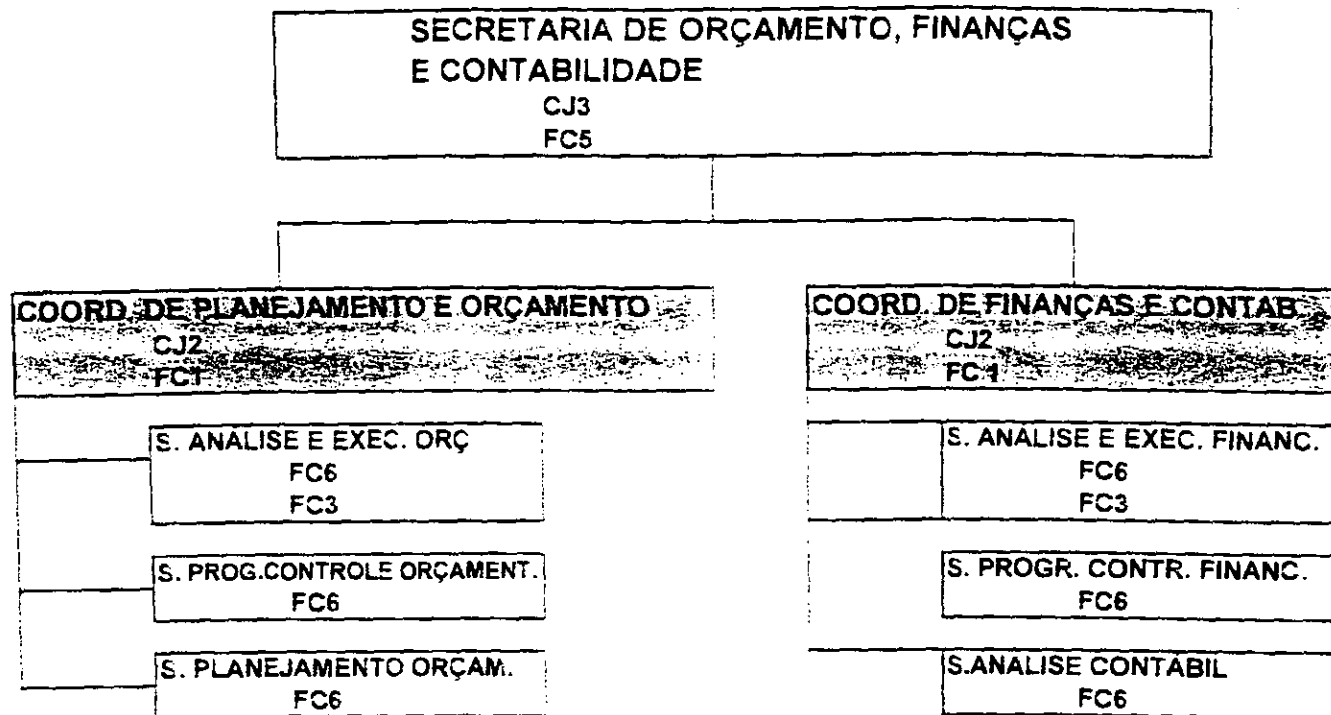 SECRETARIA DE ORÇAMENTO, FINANÇAS
E CONTABILIDADE
CJ3
FC5
COORD. DE PLANEJAMENTO E ORÇAMENTO
CJ2
FC1
S. ANALISE E EXEC. ORÇ
FC6
FC3
S. PROG.CONTROLE ORÇAMENT.
FC6
S. PLANEJAMENTO ORÇAM.
FC6
COORD. DE FINANÇAS E CONTAB.
CJ2
FC 1
S. ANALISE E EXEC. FINANC.
FC6
FC3
S. PROGR. CONTR. FINANC.
FC6
S.ANALISE CONTABIL
FC6